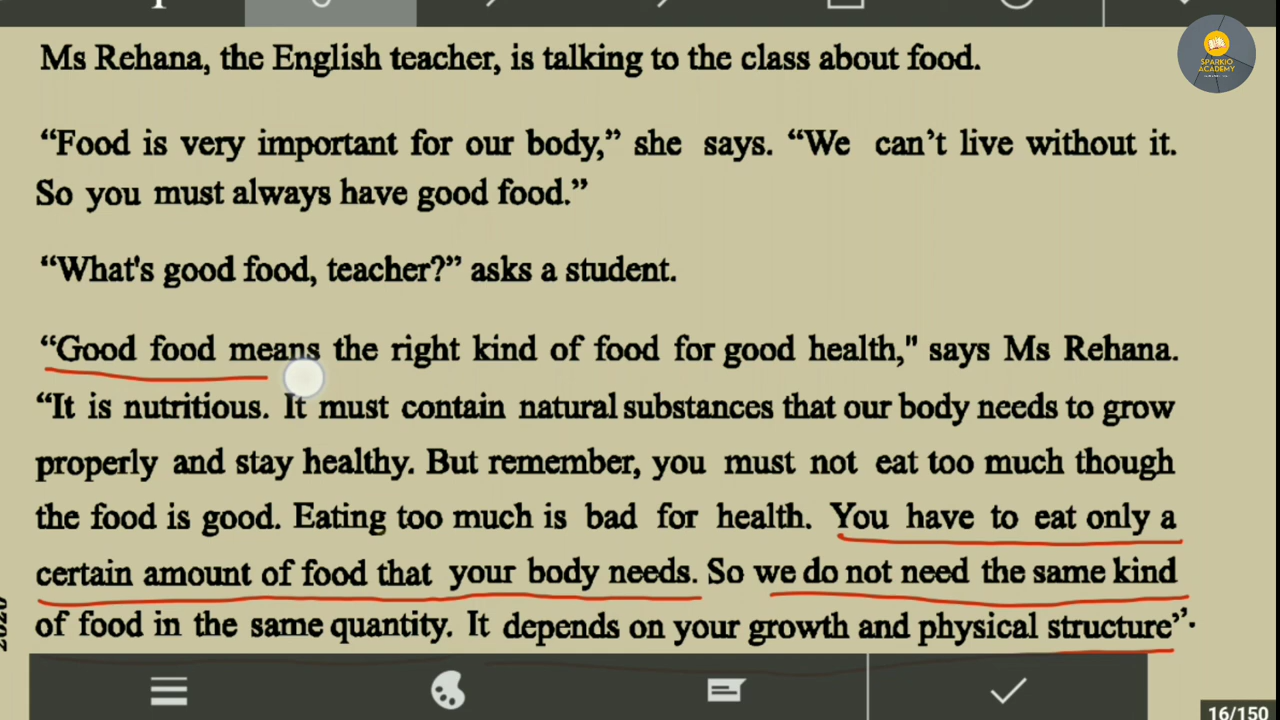 SPARKIO
ACADEMY
Ms Rehana, the English teacher, is talking to the class about food.
“Food is very important for our body,” she says. “We can’t live without it.
So you must always have good food.”
“What's good food, teacher?” asks a student.
“Good food means the right kind of food for good health," says Ms Rehana.
“It is nutritious. It must contain natural substances that our body needs to grow
properly and stay healthy. But remember, you must not eat too much though
the food is good. Eating too much is bad for health. You have to eat only a
certain amount of food that your body needs. So we do not need the same kind
of food in the same quantity. It depends on your growth and physical structure”.
16/150